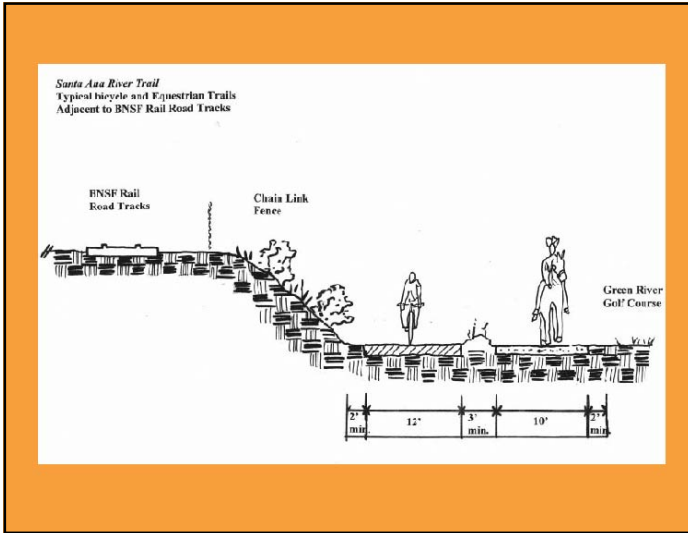 Santa Ana River Trail
Typical bicycle and Equestrian Trails
Adjacent to BNSF Rail Road Tracks
BNSF Rail
Road Tracks
Chain Link
Fence
Green River
Golf Course
2'
min.
12'
3'
min.
10'
2'
min.